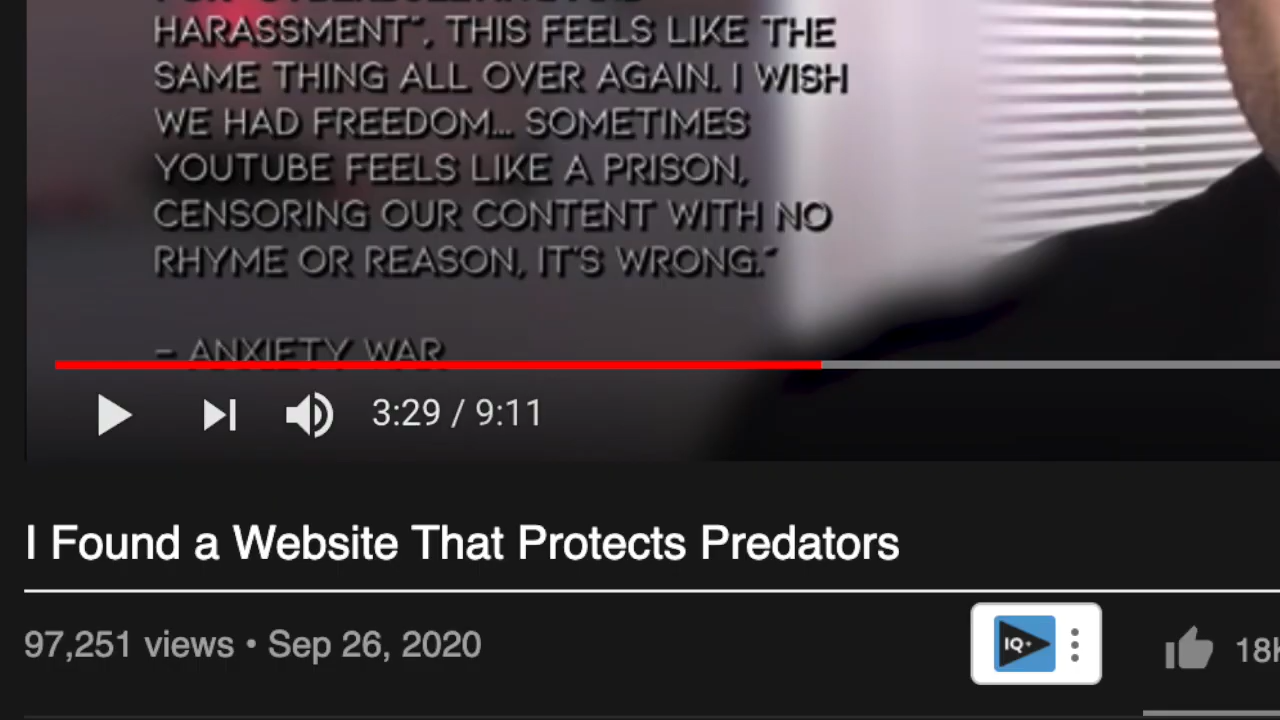 HARASSMENT", THIS FEELS LIKE THE
SAME THING ALL OVER AGAIN. I WISH
WE HAD FREEDOM... SOMETIMES
YOUTUBE FEELS LIKE A PRISON,
CENSORING OUR CONTENT WITH NO
RHYME OR REASON, IT'S WRONG."
- ANXIETY WAR
3:29 / 9:11
I Found a Website That Protects Predators
97,251 views • Sep 26, 2020
IQ+
18K